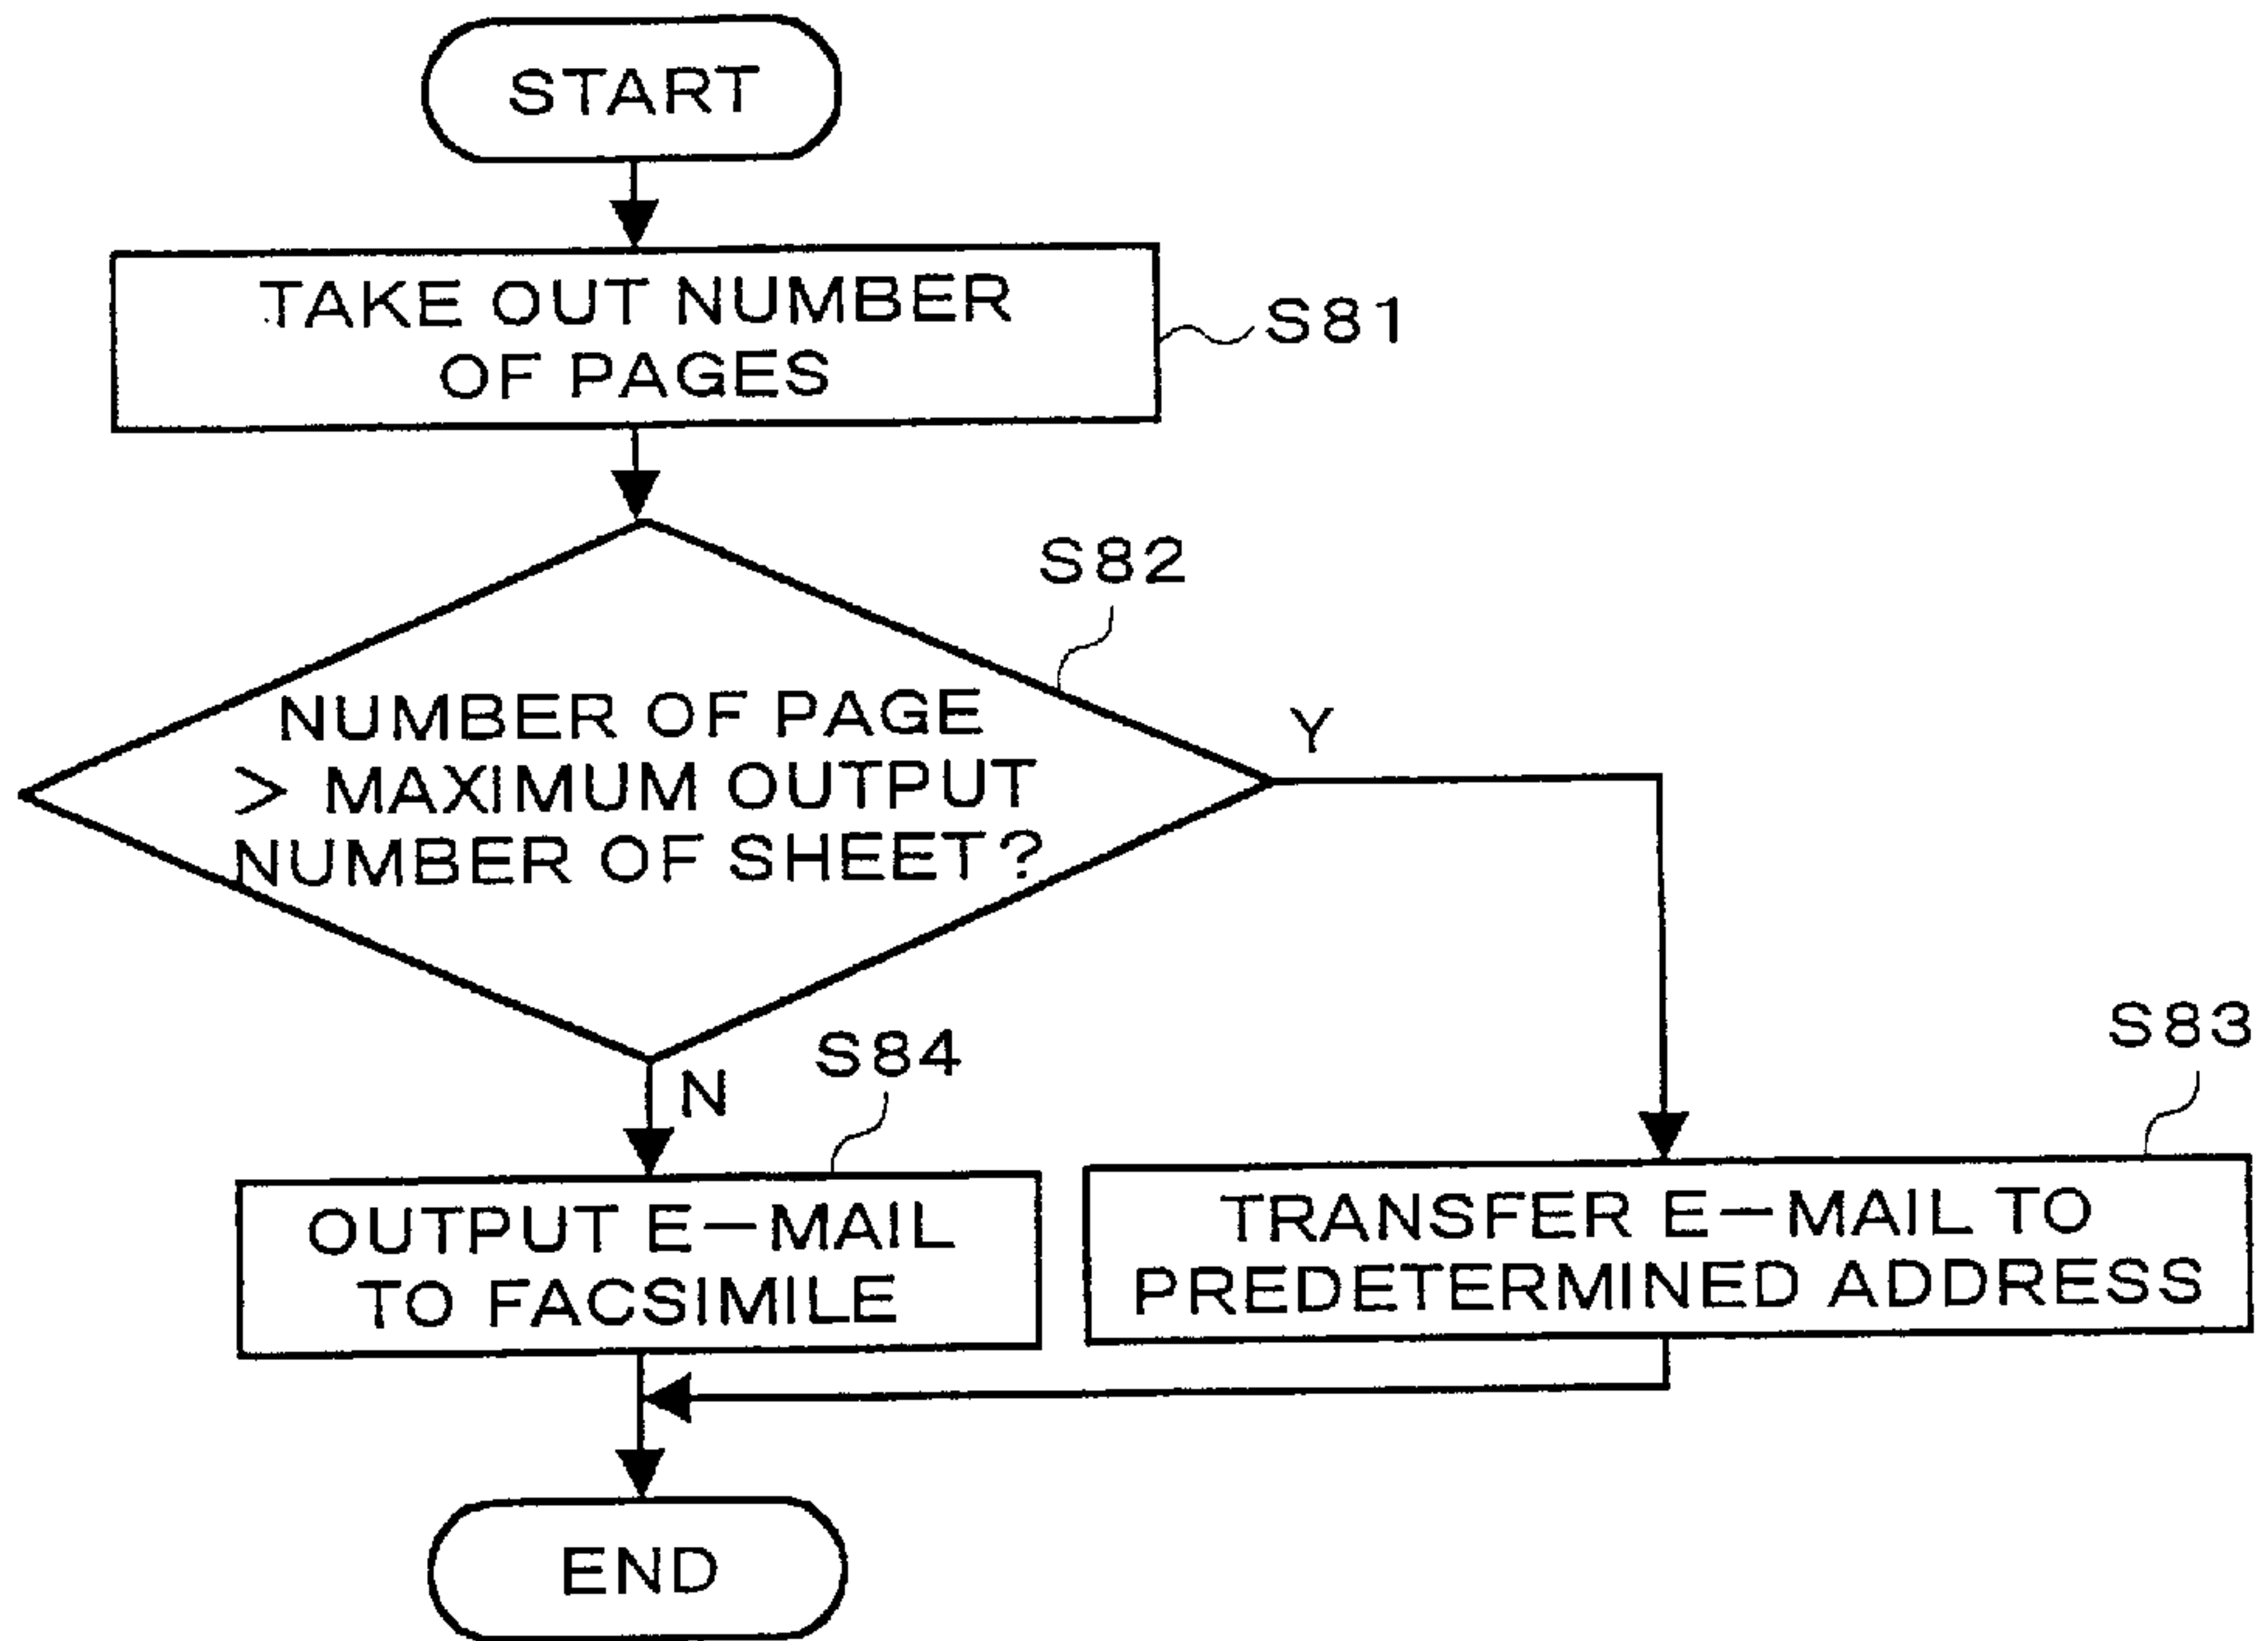 START
TAKE OUT NUMBER
OF PAGES
S81
S82
NUMBER OF PAGE
> MAXIMUM OUTPUT
NUMBER OF SHEET?
Y
N
S84
S83
OUTPUT E-MAIL
TO FACSIMILE
TRANSFER E-MAIL TO
PREDETERMINED ADDRESS
END